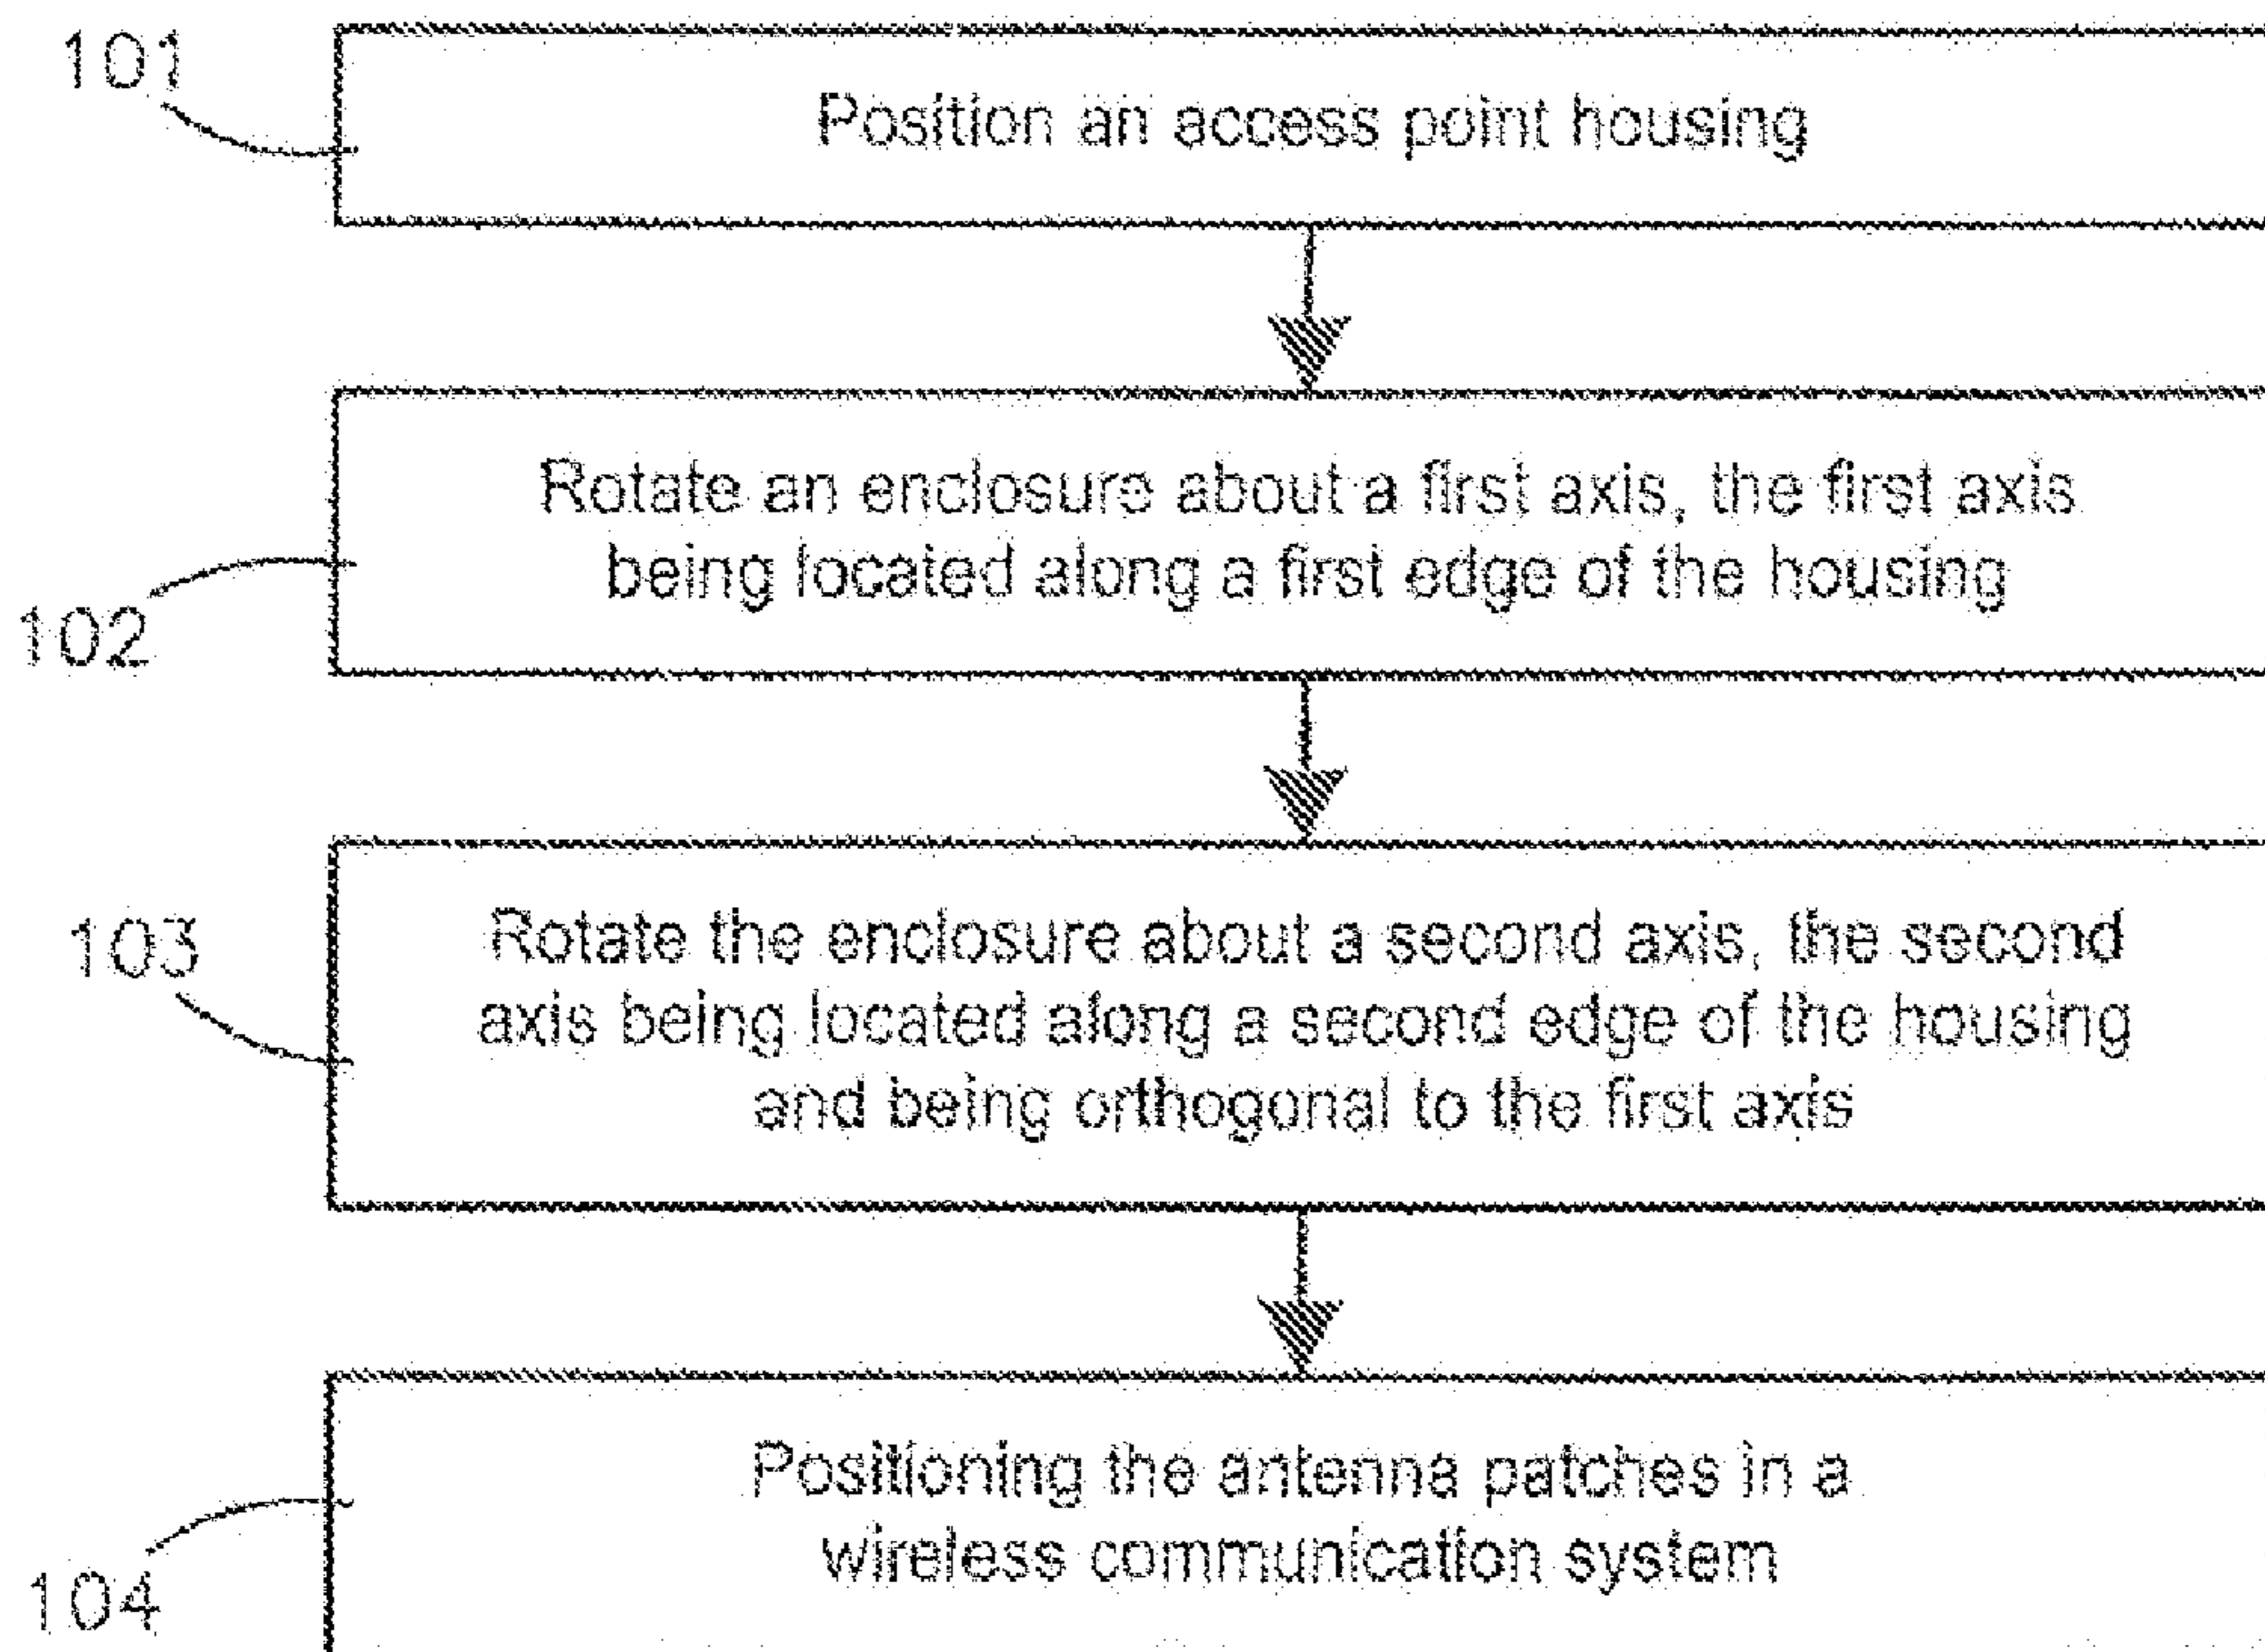 101
Position an access point housing
Rotate an enclosure about a first axis, the first axis
being located along a first edge of the housing
102
Rotate the enclosure about a second axis, the second
103
axis being located along a second edge of the housing
and being orthogonal to the first axis
Positioning the antenna patches in a
wireless communication system
104